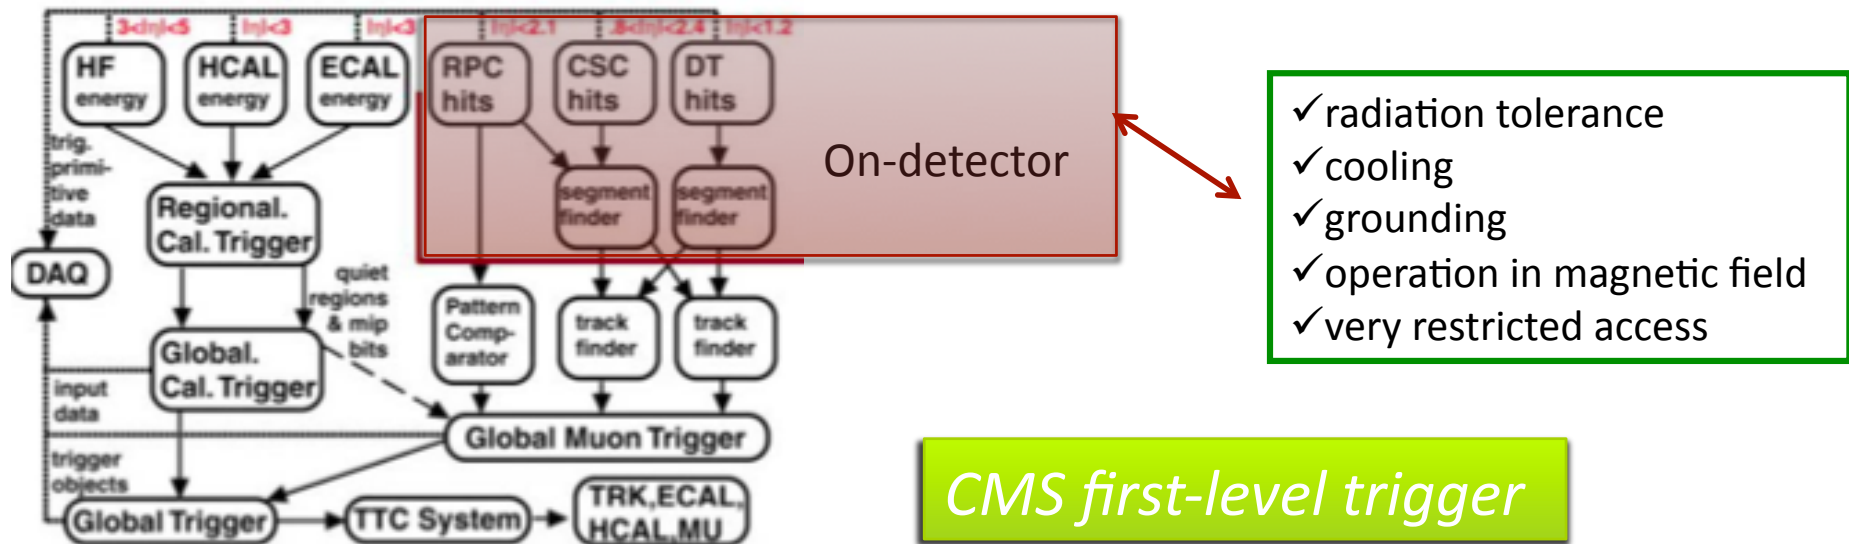 3<|η|<5 |η|<3 |η|<3 |η|<2.1 .8<|η|<2.4 |η|<1.2
HF
energy
HCAL
energy
ECAL
energy
RPC
hits
CSC
hits
DT
hits
On-detector
trig.
primi-
tive
data
segment
finder
segment
finder
Regional.
Cal. Trigger
DAQ
quiet
regions
& mip
bits
Pattern
Comp-
arator
track
finder
track
finder
Global.
Cal. Trigger
input
data
Global Muon Trigger
trigger
objects
Global Trigger
TTC System
TRK,ECAL,
HCAL,MU
✓radiation tolerance
✓cooling
✓grounding
✓operation in magnetic field
✓very restricted access
CMS first-level trigger